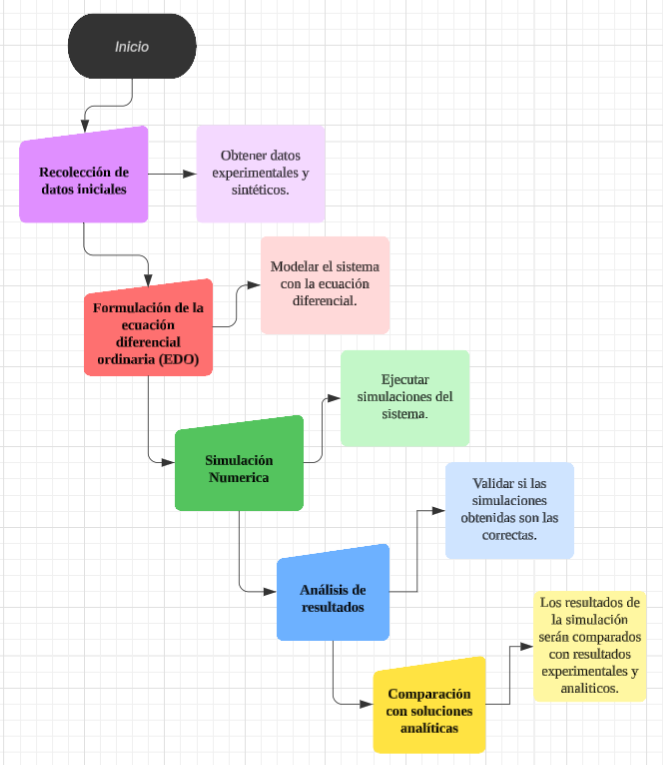 Inicio
Recolección de
datos iniciales
Obtener datos
experimentales y
sintéticos.
Formulación de la
ecuación
diferencial
ordinaria (EDO)
Modelar el sistema
con la ecuación
diferencial.
Simulación
Numerica
Ejecutar
simulaciones del
sistema.
Análisis de
resultados
Validar si las
simulaciones
obtenidas son las
correctas.
Comparación
con soluciones
analíticas
Los resultados de
la simulación
serán comparados
con resultados
experimentales y
analiticos.